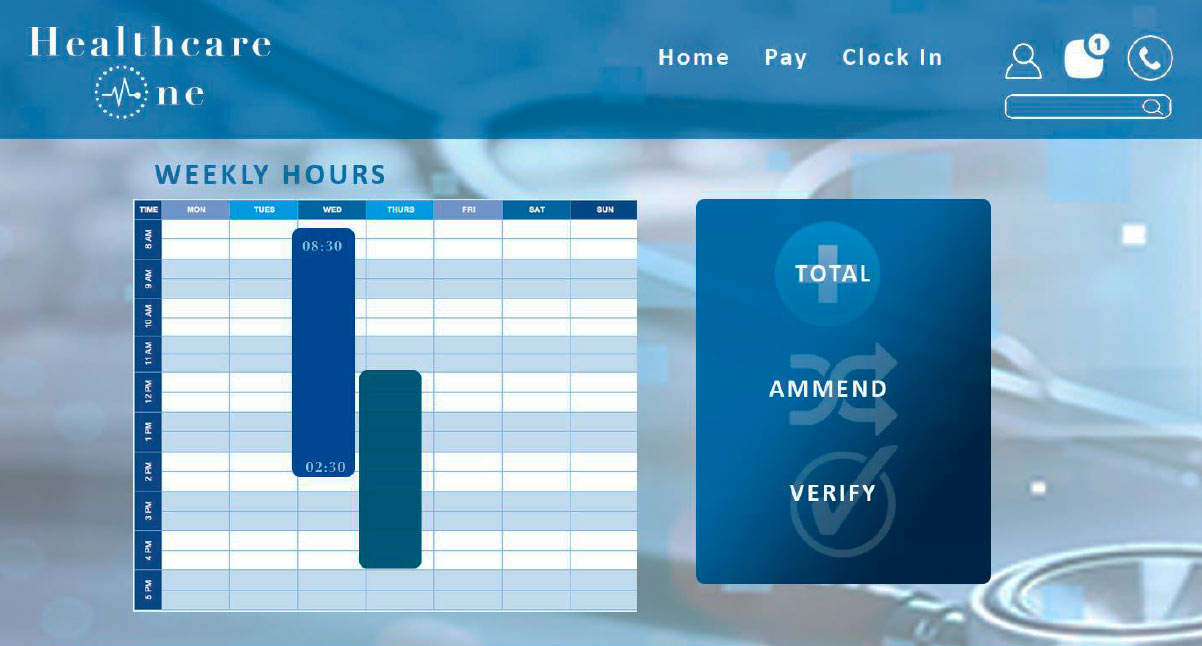 Healthcare
ne
Home Pay Clock In
1
WEEKLY HOURS
TIME MON TUES WED THURS FRI SAT SUN
8 AM
08:30
9 AM
10 AM
11 AM
12 PM
1 PM
2 PM
02:30
3 PM
4 PM
5 PM
TOTAL
AMMEND
VERIFY